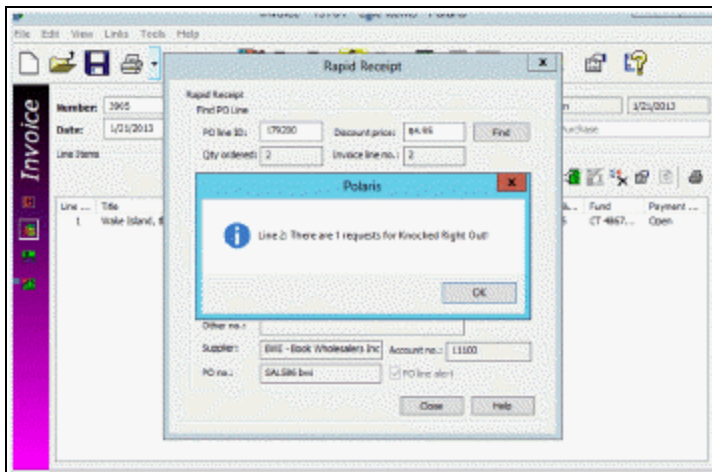 File Edit View Links Tools Help
Rapid Receipt
Rapid Receipt
Find PO Line
PO line ID: 179200 Discount price: $4.95 Find
Qty ordered: 2 Invoice line no.: 2
Invoice
Number: 3905
1/21/2013
Date: 1/21/2013
Line Items
Polaris
Line 2: There are 1 requests for Knocked Right Out!
OK
Line ... Title Fund Payment ...
1 Wake Island, CT 4867... Open
Other no.:
Supplier: BWI - Book Wholesalers Inc Account no.: 11100
PO no.: PO line alert
Close Help